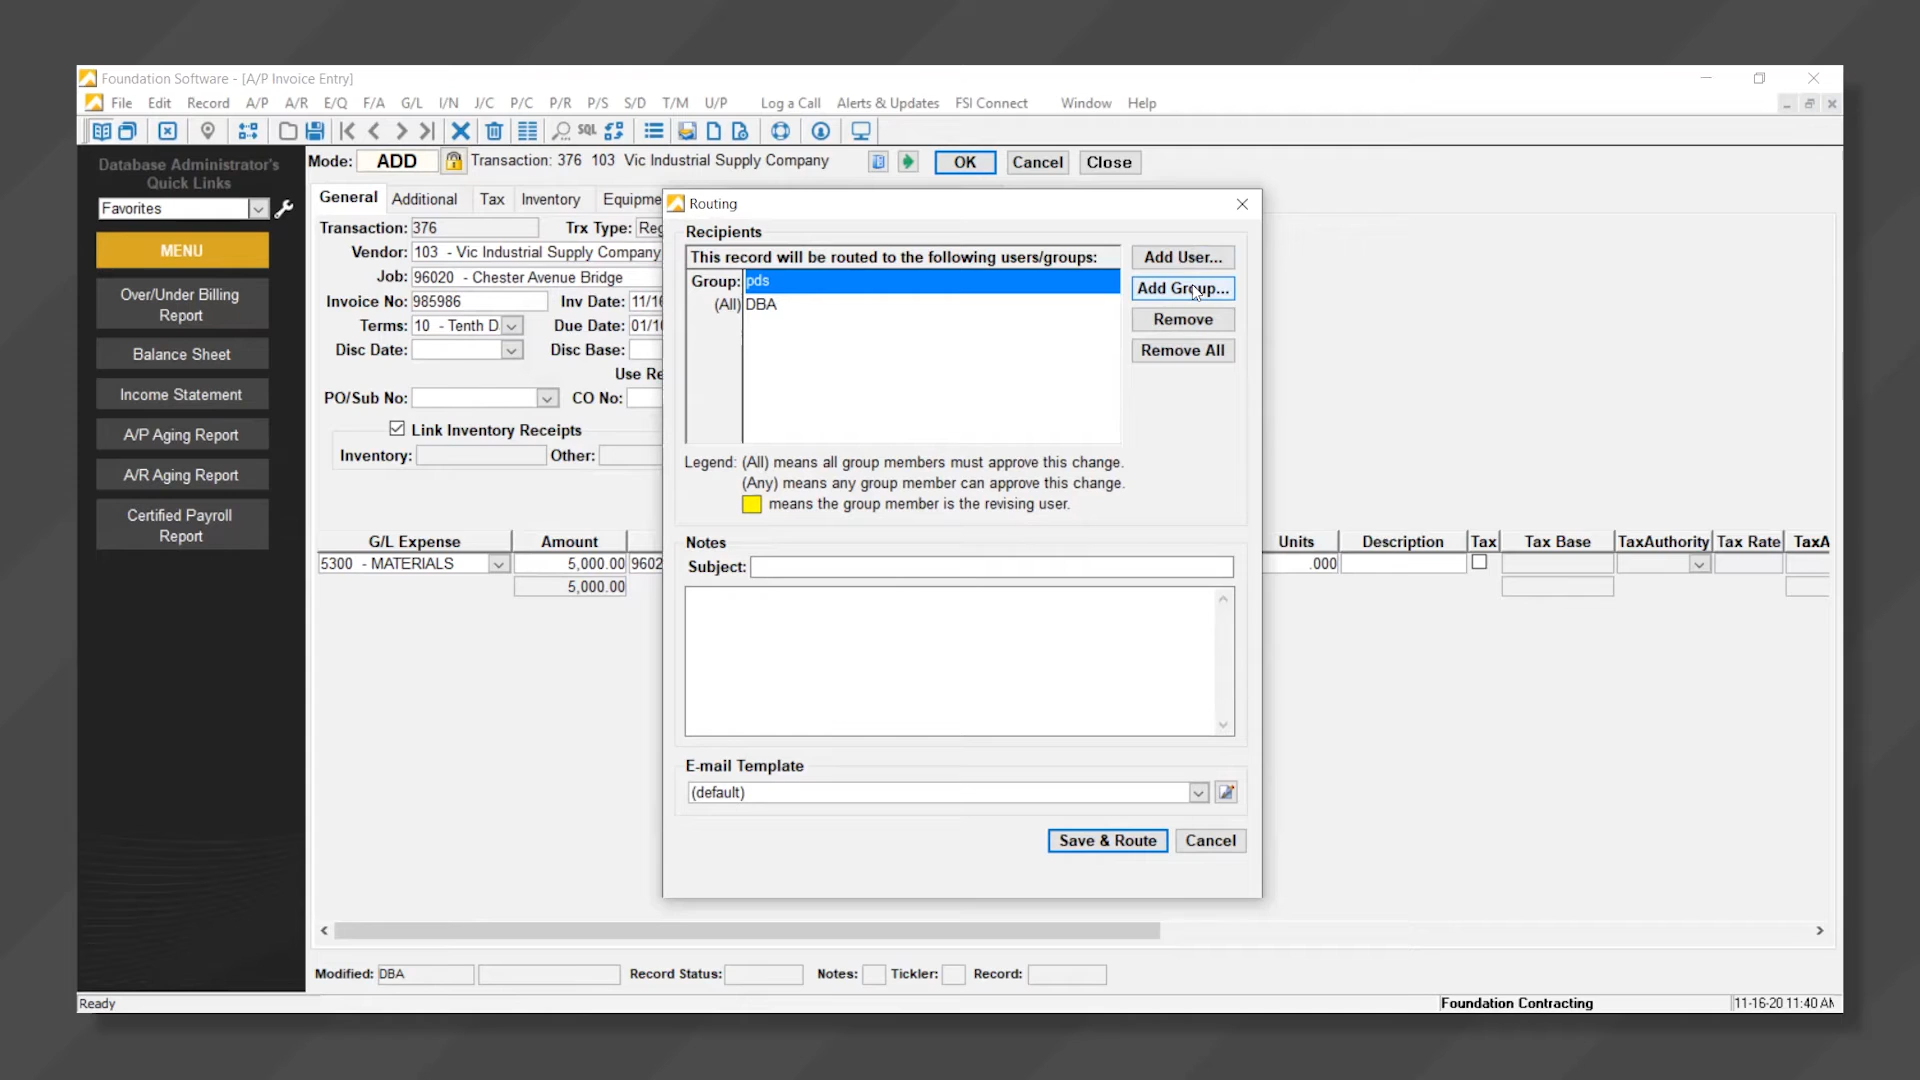 Foundation Software - [A/P Invoice Entry]
File Edit Record A/P A/R E/Q F/A G/L I/N J/C P/C P/R P/S S/D T/M U/P Log a Call Alerts & Updates FSI Connect Window Help
SQL
Database Administrator's
Quick Links
Favorites
MENU
Over/Under Billing
Report
Balance Sheet
Income Statement
A/P Aging Report
A/R Aging Report
Certified Payroll
Report
Mode: ADD Transaction: 376 103 Vic Industrial Supply Company OK Cancel Close
General Additional Tax Inventory Equipme
Transaction: 376 Trx Type: Reg
Vendor: 103 - Vic Industrial Supply Company
Job: 96020 - Chester Avenue Bridge
Invoice No: 985986 Inv Date: 11/16
Terms: 10 - Tenth D Due Date: 01/10
Disc Date: Disc Base:
Use Re
PO/Sub No: CO No:
Link Inventory Receipts
Inventory: Other:
G/L Expense Amount
5300 - MATERIALS 5,000.00 9602
5,000.00
Units Description Tax Tax Base TaxAuthority Tax Rate TaxA
.000
Routing
Recipients
This record will be routed to the following users/groups:
Group: pds
(All) DBA
Add User...
Add Group...
Remove
Remove All
Legend: (All) means all group members must approve this change.
(Any) means any group member can approve this change.
means the group member is the revising user.
Notes
Subject:
E-mail Template
(default)
Save & Route Cancel
Modified: DBA Record Status: Notes: Tickler: Record:
Ready Foundation Contracting 11-16-20 11:40 AM